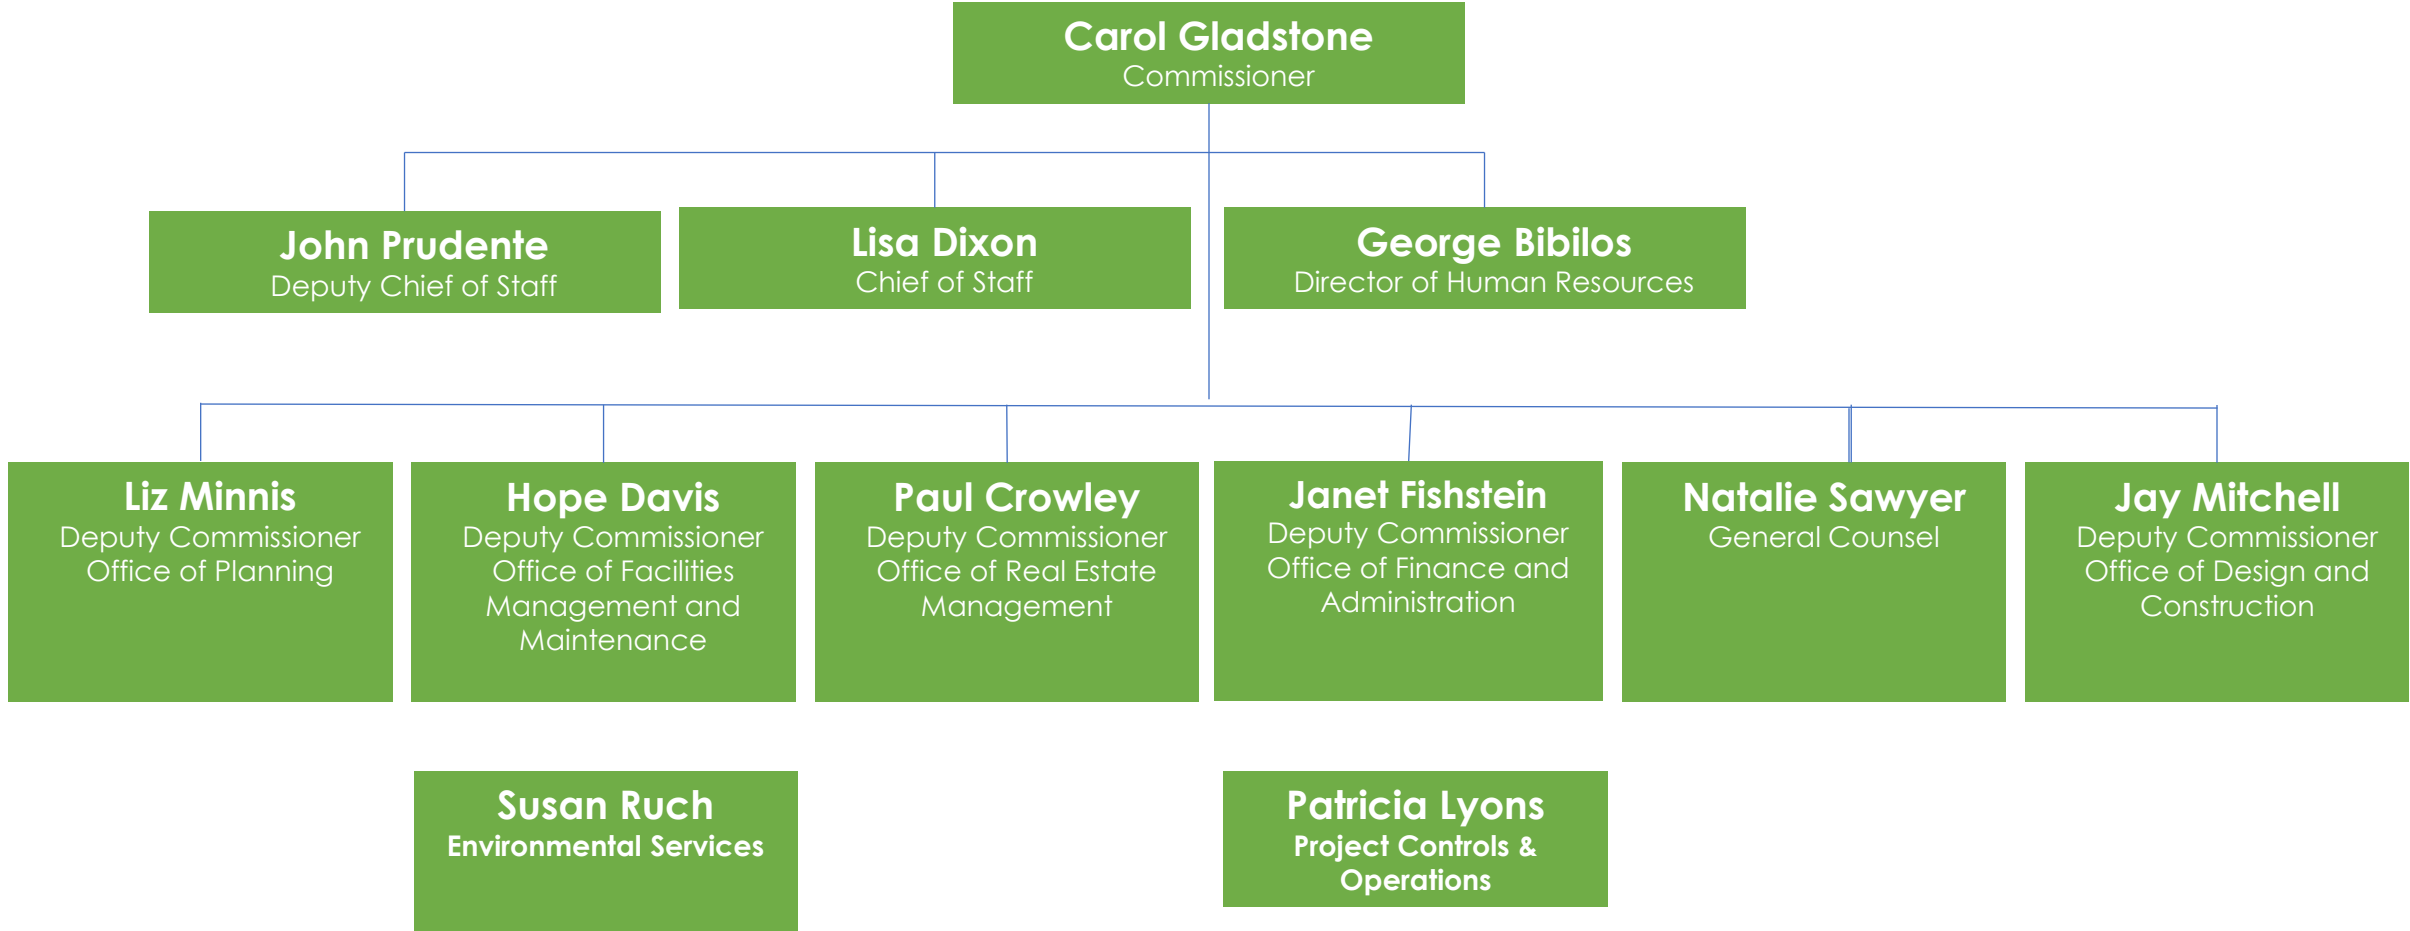 Carol Gladstone
Commissioner
John Prudente
Deputy Chief of Staff
Lisa Dixon
Chief of Staff
George Bibilos
Director of Human Resources
Liz Minnis
Deputy Commissioner
Office of Planning
Hope Davis
Deputy Commissioner
Office of Facilities
Management and
Maintenance
Paul Crowley
Deputy Commissioner
Office of Real Estate
Management
Janet Fishstein
Deputy Commissioner
Office of Finance and
Administration
Natalie Sawyer
General Counsel
Jay Mitchell
Deputy Commissioner
Office of Design and
Construction
Susan Ruch
Environmental Services
Patricia Lyons
Project Controls &
Operations